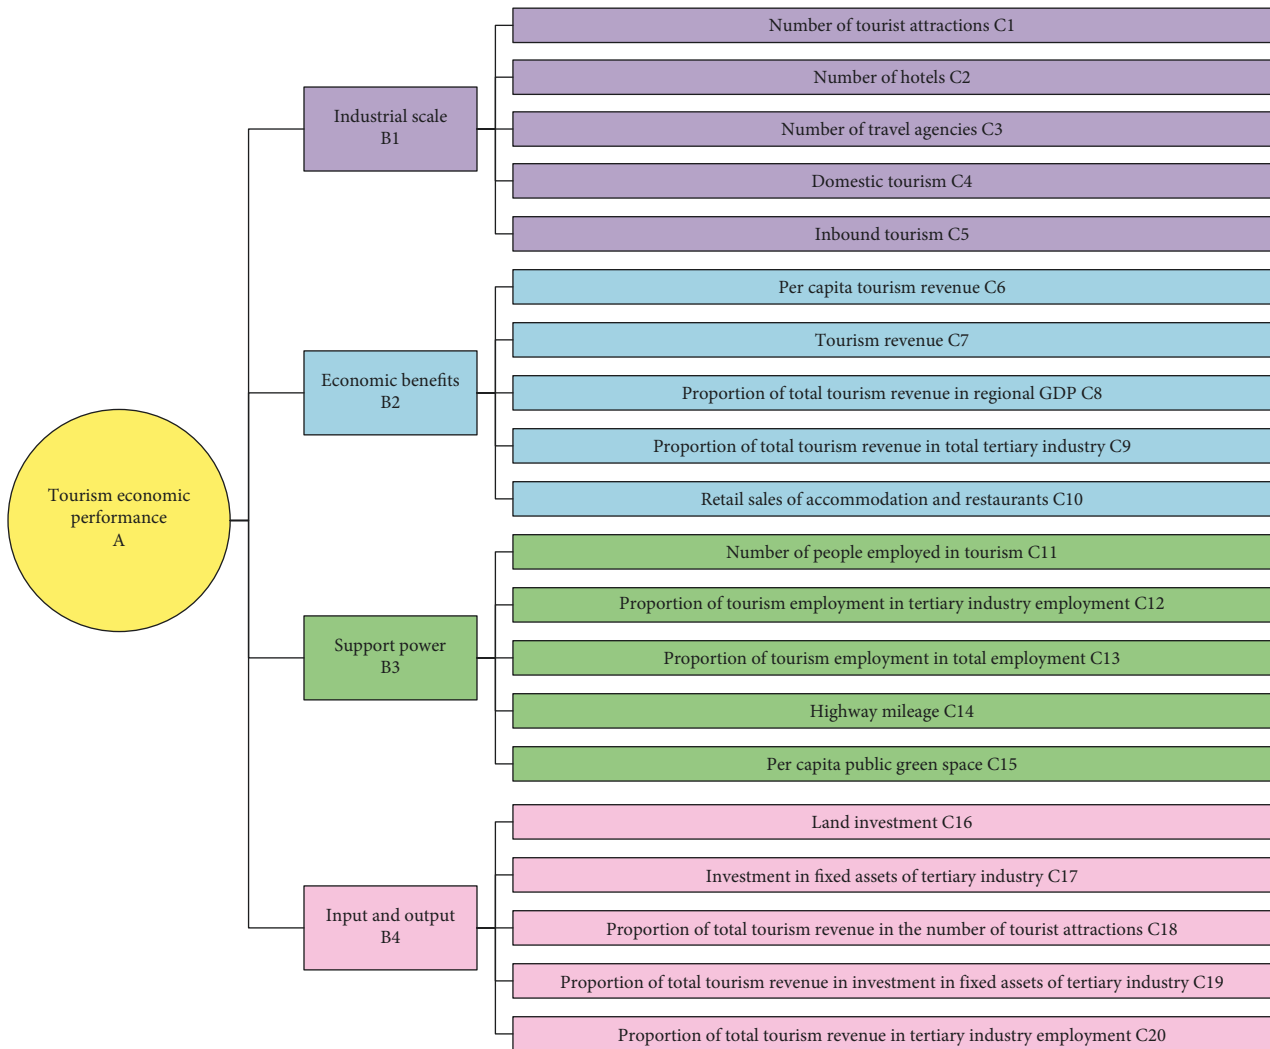 Tourism economic
performance
A
Industrial scale
B1
Number of tourist attractions C1
Number of hotels C2
Number of travel agencies C3
Domestic tourism C4
Inbound tourism C5
Economic benefits
B2
Per capita tourism revenue C6
Tourism revenue C7
Proportion of total tourism revenue in regional GDP C8
Proportion of total tourism revenue in total tertiary industry C9
Retail sales of accommodation and restaurants C10
Support power
B3
Number of people employed in tourism C11
Proportion of tourism employment in tertiary industry employment C12
Proportion of tourism employment in total employment C13
Highway mileage C14
Per capita public green space C15
Input and output
B4
Land investment C16
Investment in fixed assets of tertiary industry C17
Proportion of total tourism revenue in the number of tourist attractions C18
Proportion of total tourism revenue in investment in fixed assets of tertiary industry C19
Proportion of total tourism revenue in tertiary industry employment C20